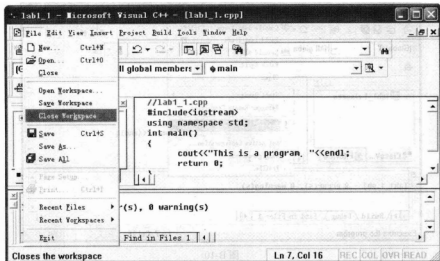 lab1_1 - Microsoft Visual C++ - [lab1_1.cpp]
File Edit View Insert Project Build Tools Window Help
New... Ctrl+N
Open... Ctrl+O
Close
ll global members main
Open Workspace...
Save Workspace
Close Workspace
Save Ctrl+S
Save As...
Save All
Page Setup...
Print... Ctrl+P
Recent Files
Recent Workspaces
Exit
//lab1_1.cpp
#include<iostream>
using namespace std;
int main()
{
cout<<"This is a program. "<<endl;
return 0;
r(s), 0 warning(s)
Find in Files 1
Closes the workspace
Ln 7, Col 16 REC COL OVR READ